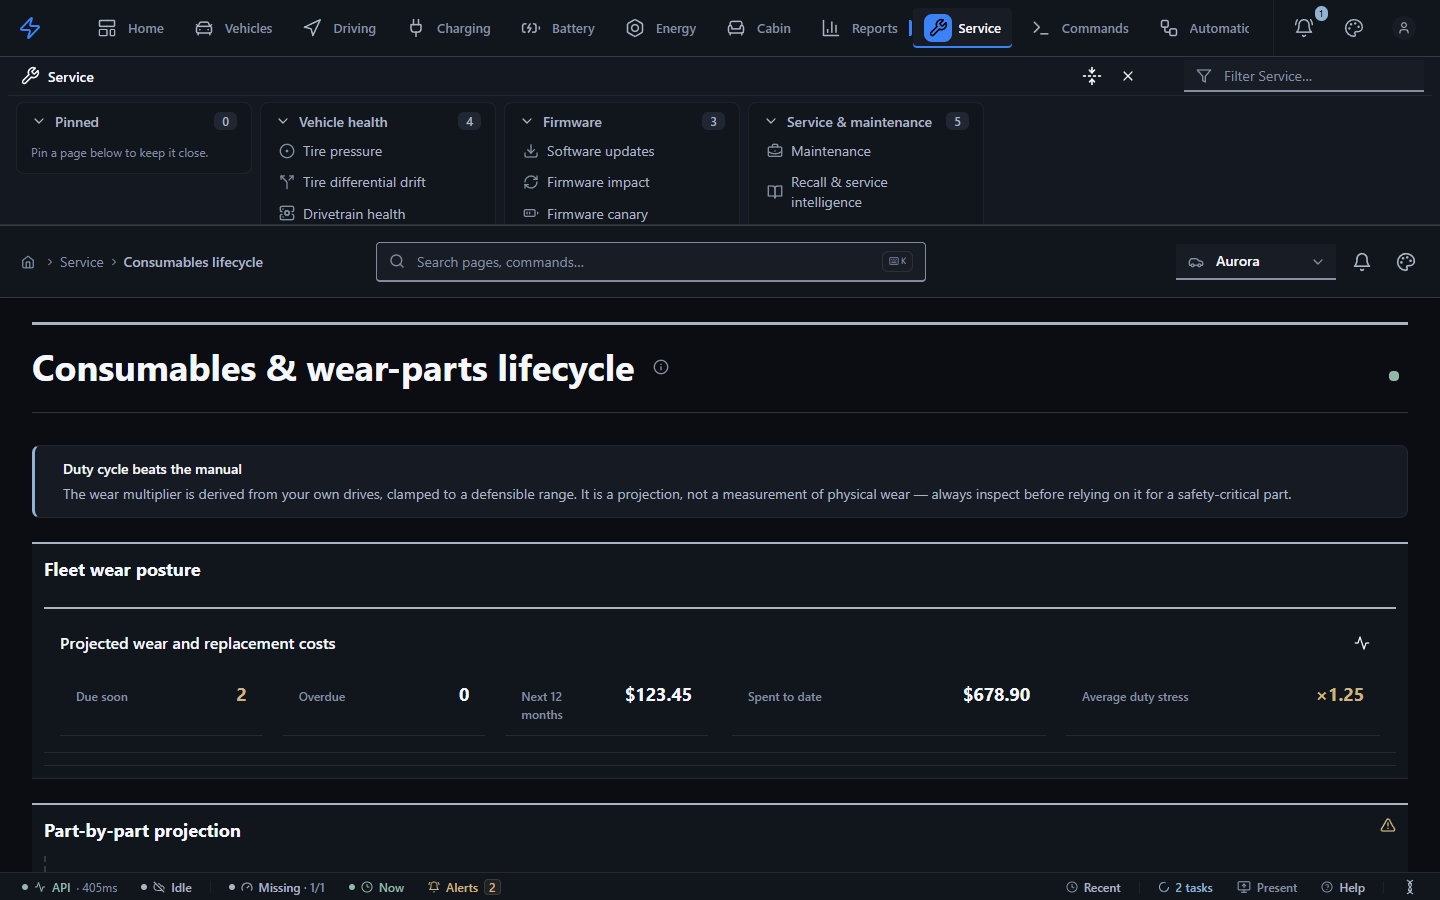 Home Vehicles Driving Charging Battery Energy Cabin Reports Service Commands Automatic 1
Service Filter Service...
Pinned 0
Pin a page below to keep it close.
Vehicle health 4
Tire pressure
Tire differential drift
Drivetrain health
Firmware 3
Software updates
Firmware impact
Firmware canary
Service & maintenance 5
Maintenance
Recall & service
intelligence
Service Consumables lifecycle Search pages, commands... K Aurora
Consumables & wear-parts lifecycle
Duty cycle beats the manual
The wear multiplier is derived from your own drives, clamped to a defensible range. It is a projection, not a measurement of physical wear — always inspect before relying on it for a safety-critical part.
Fleet wear posture
Projected wear and replacement costs
Due soon 2
Overdue 0
Next 12
months
$123.45
Spent to date $678.90
Average duty stress ×1.25
Part-by-part projection
API · 405ms Idle Missing · 1/1 Now Alerts 2 Recent 2 tasks Present Help